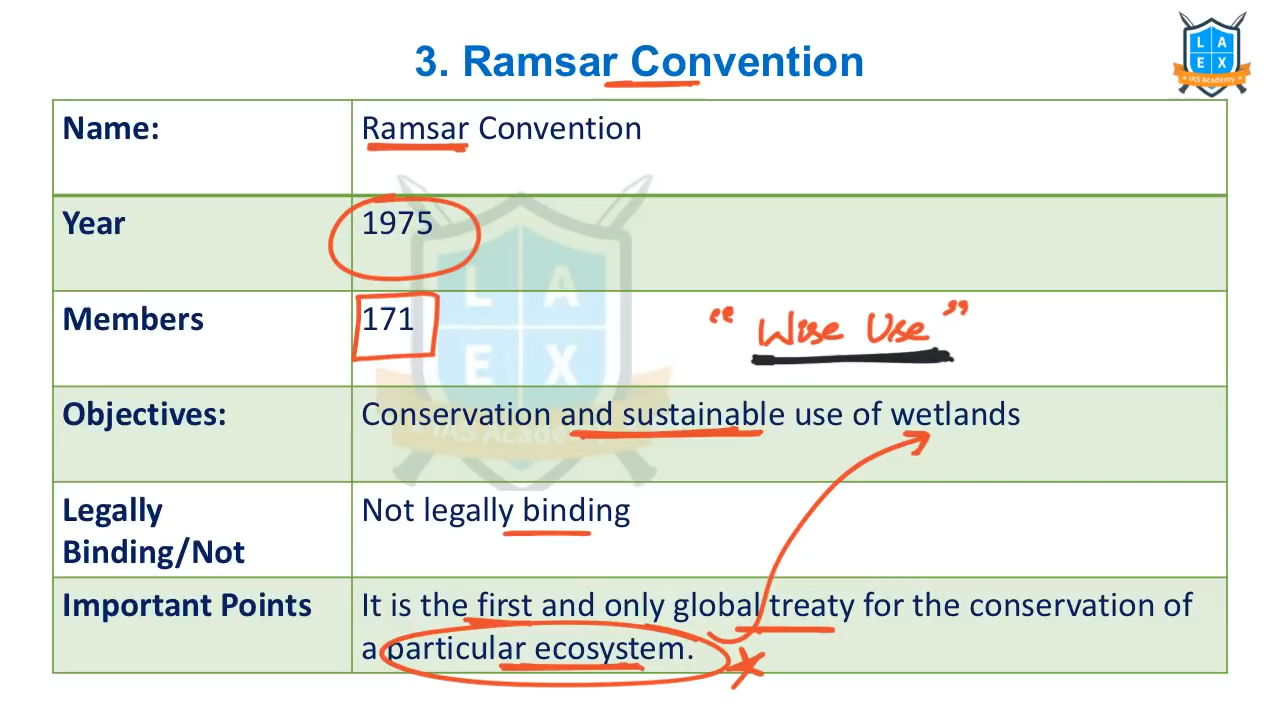 3. Ramsar Convention
L A
E X
IAS Academy
Name:
Ramsar Convention
Year
1975
Members
171
“ Wise Use ”
Objectives:
Conservation and sustainable use of wetlands
Legally
Binding/Not
Not legally binding
Important Points
It is the first and only global treaty for the conservation of
a particular ecosystem.
L A
E X
IAS Academy